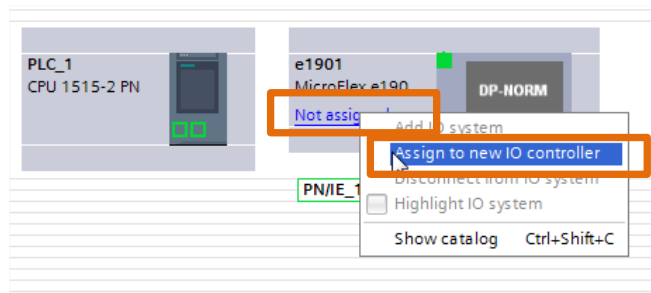 PLC_1
CPU 1515-2 PN
e1901
MicroFlex e190
DP-NORM
Not assig
Add IO system
Assign to new IO controller
Disconnect from IO system
PN/IE_1
Highlight IO system
Show catalog Ctrl+Shift+C